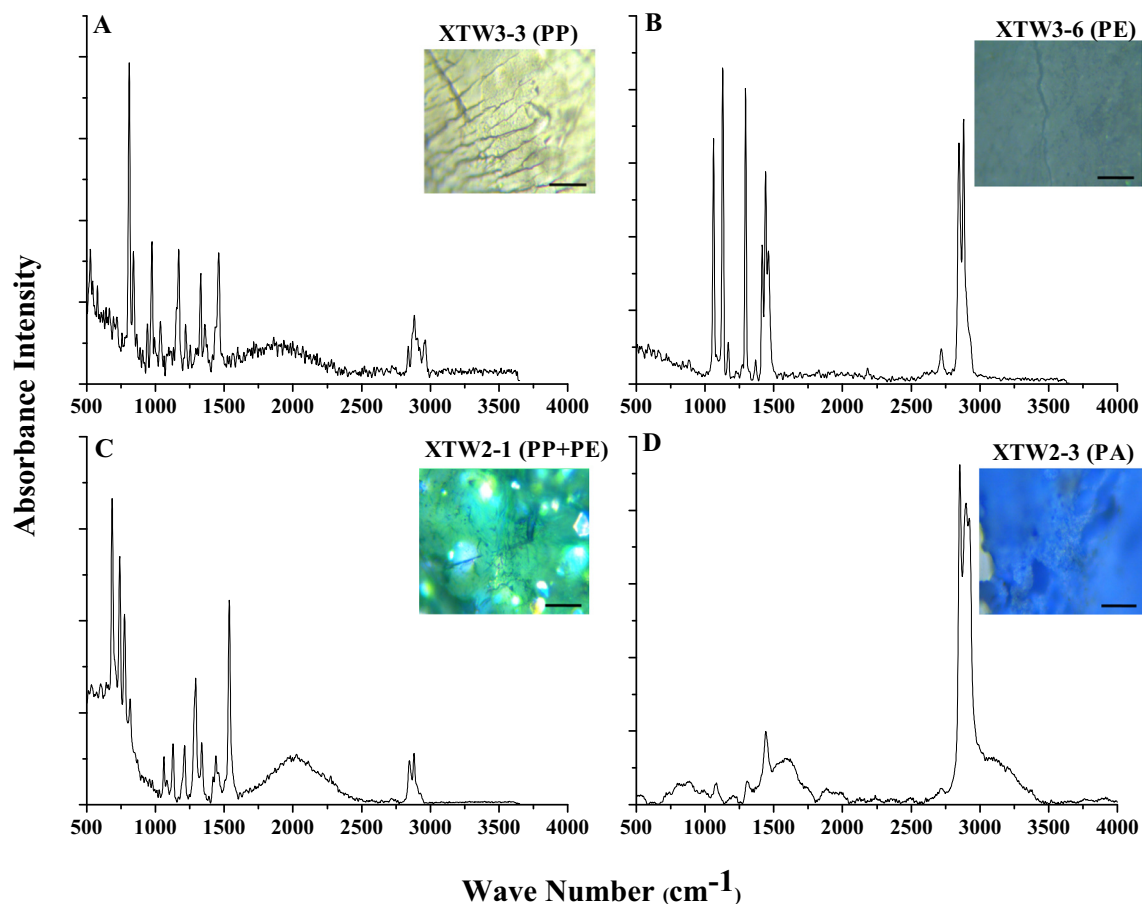 A
XTW3-3 (PP)
500 1000 1500 2000 2500 3000 3500 4000
B
XTW3-6 (PE)
500 1000 1500 2000 2500 3000 3500 4000
C
XTW2-1 (PP+PE)
500 1000 1500 2000 2500 3000 3500 4000
D
XTW2-3 (PA)
500 1000 1500 2000 2500 3000 3500 4000
Absorbance Intensity
Wave Number (cm-1)